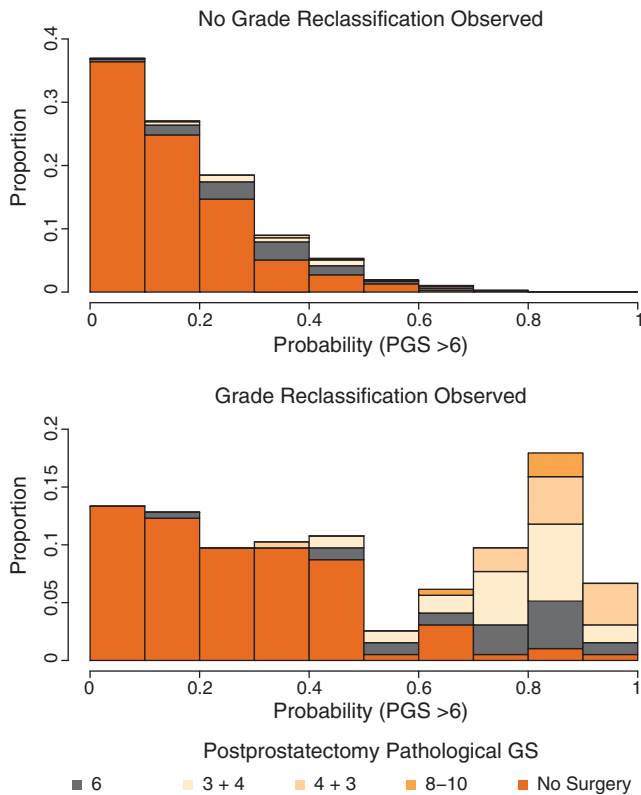 No Grade Reclassification Observed
Proportion
0.4
0.3
0.2
0.1
0
0 0.2 0.4 0.6 0.8 1
Probability (PGS >6)
Grade Reclassification Observed
Proportion
0.2
0.15
0.1
0.05
0
0 0.2 0.4 0.6 0.8 1
Probability (PGS >6)
Postprostatectomy Pathological GS
6 3 + 4 4 + 3 8–10 No Surgery